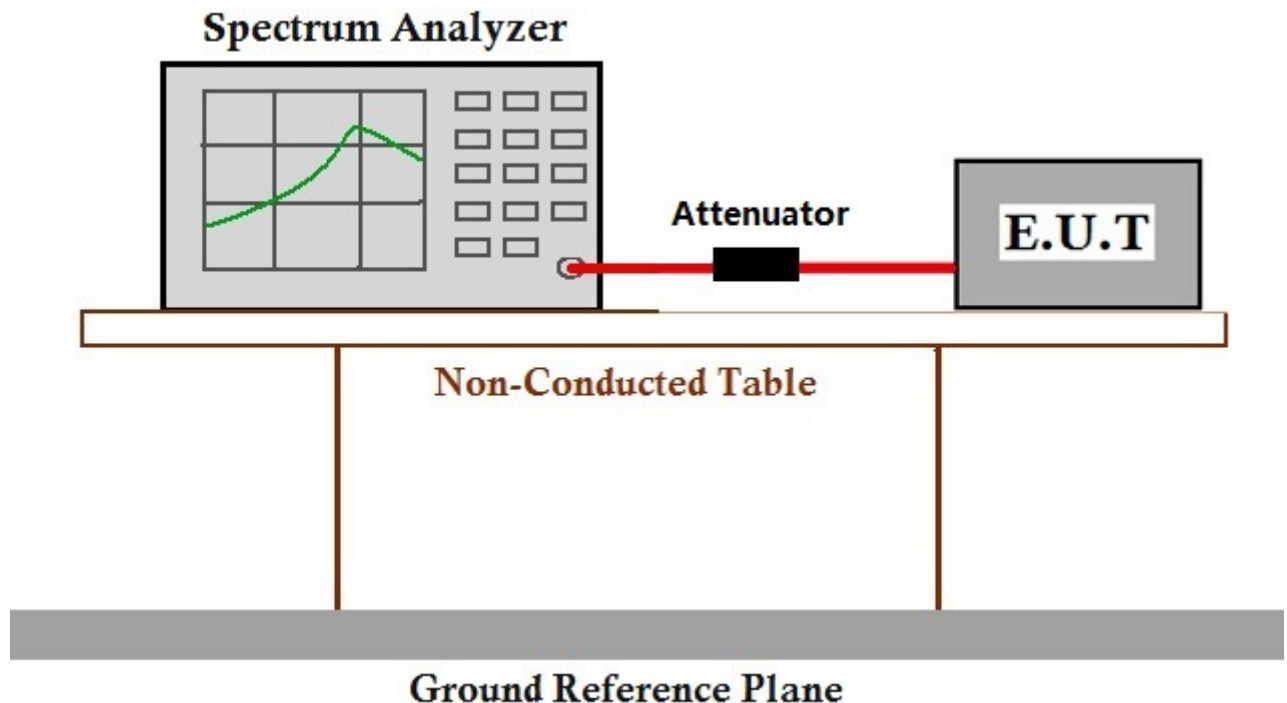 Spectrum Analyzer
Attenuator
E.U.T
Non-Conducted Table
Ground Reference Plane